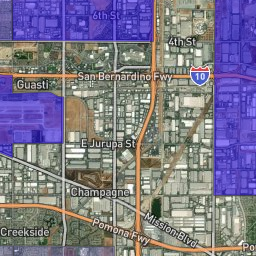 6th St
4th St
San Bernardino Fwy
10
Guasti
E Jurupa St
Champagne
Mission Blvd
Creekside
Pomona Fwy
Po